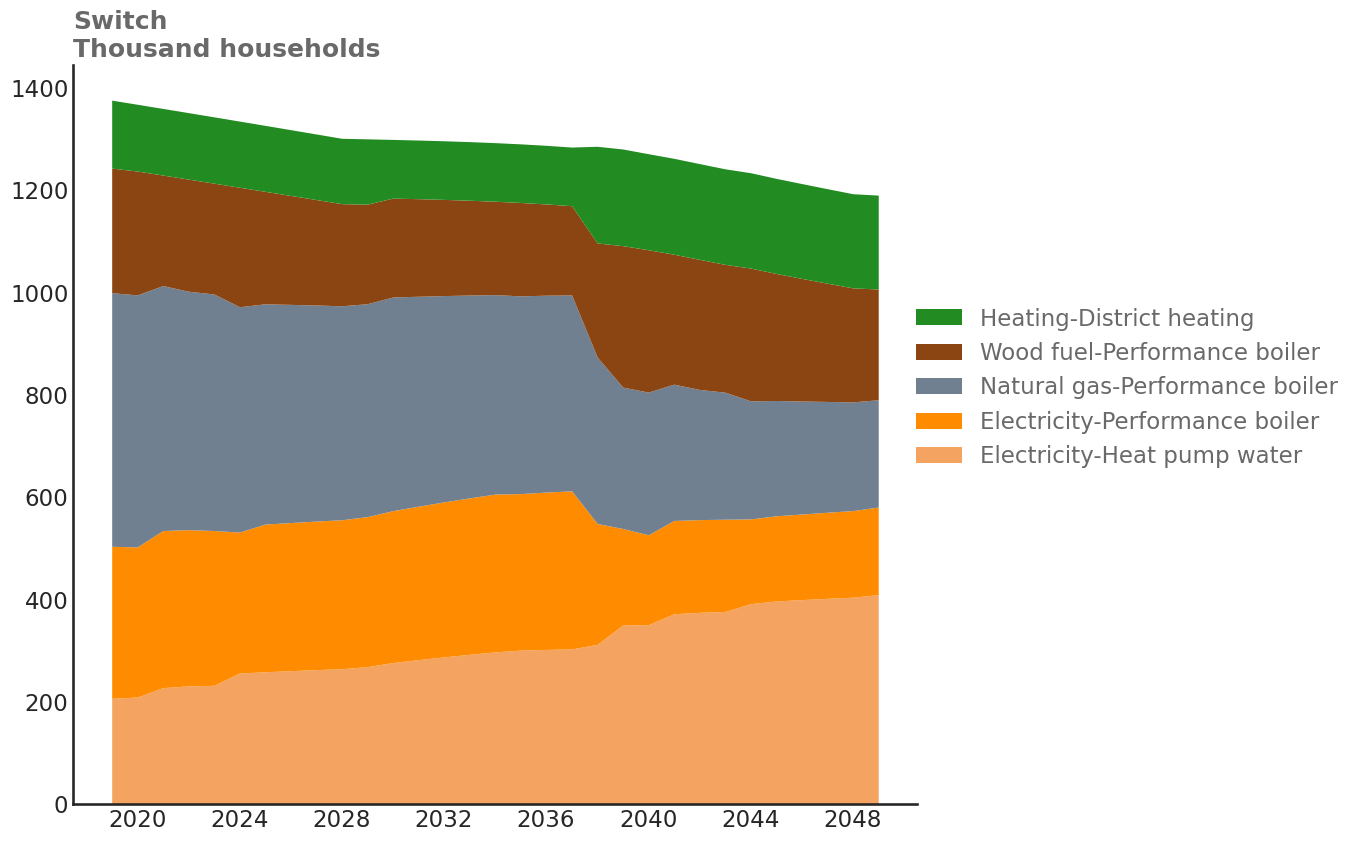 Switch
Thousand households
1400
1200
1000
800
600
400
200
0
2020 2024 2028 2032 2036 2040 2044 2048
Heating-District heating
Wood fuel-Performance boiler
Natural gas-Performance boiler
Electricity-Performance boiler
Electricity-Heat pump water